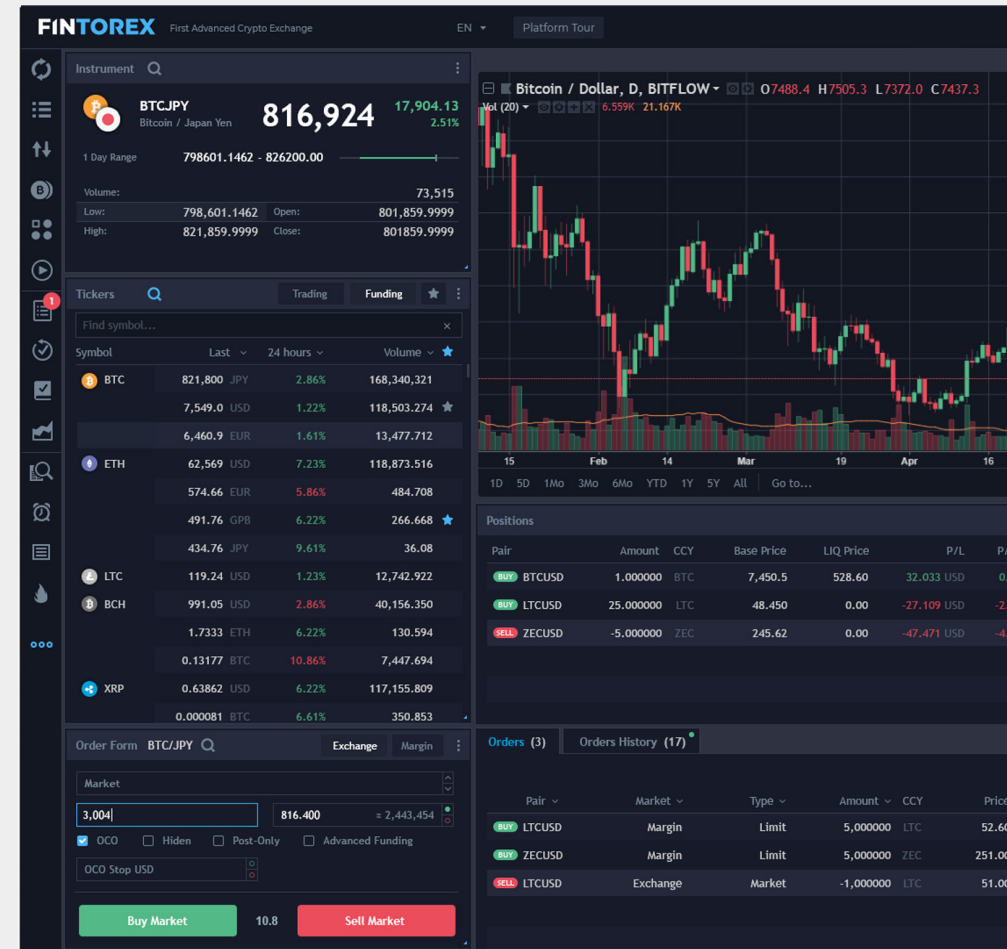 FINTOREX First Advanced Crypto Exchange EN Platform Tour
Instrument
BTCJPY
Bitcoin / Japan Yen
816,924
17,904.13
2.51%
1 Day Range 798601.1462 - 826200.00
Volume: 73,515
Low: 798,601.1462 Open: 801,859.9999
High: 821,859.9999 Close: 801859.9999
Tickers Trading Funding
Find symbol...
Symbol Last 24 hours Volume
BTC 821,800 JPY 2.86% 168,340,321
7,549.0 USD 1.22% 118,503.274
6,460.9 EUR 1.61% 13,477.712
ETH 62,569 USD 7.23% 118,873.516
574.66 EUR 5.86% 484.708
491.76 GPB 6.22% 266.668
434.76 JPY 9.61% 36.08
LTC 119.24 USD 1.23% 12,742.922
BCH 991.05 USD 2.86% 40,156.350
1.7333 ETH 6.22% 130.594
0.13177 BTC 10.86% 7,447.694
XRP 0.63862 USD 6.22% 117,155.809
0.000081 BTC 6.61% 350.853
Order Form BTC/JPY Exchange Margin
Market
3,004 816.400 = 2,443,454
OCO Hiden Post-Only Advanced Funding
OCO Stop USD
Buy Market 10.8 Sell Market
1
Bitcoin / Dollar, D, BITFLOW O7488.4 H7505.3 L7372.0 C7437.3
Vol (20) 6.559K 21.167K
15 Feb 14 Mar 19 Apr 16
1D 5D 1Mo 3Mo 6Mo YTD 1Y 5Y All Go to...
Positions
Pair Amount CCY Base Price LIQ Price P/L
BUY BTCUSD 1.000000 BTC 7,450.5 528.60 32.033 USD
BUY LTCUSD 25.000000 LTC 48.450 0.00 -27.109 USD
SELL ZECUSD -5.000000 ZEC 245.62 0.00 -47.471 USD
Orders (3) Orders History (17)
Pair Market Type Amount CCY Price
BUY LTCUSD Margin Limit 5,000000 LTC 52.60
BUY ZECUSD Margin Limit 5,000000 ZEC 251.00
SELL LTCUSD Exchange Market -1,000000 LTC 51.00